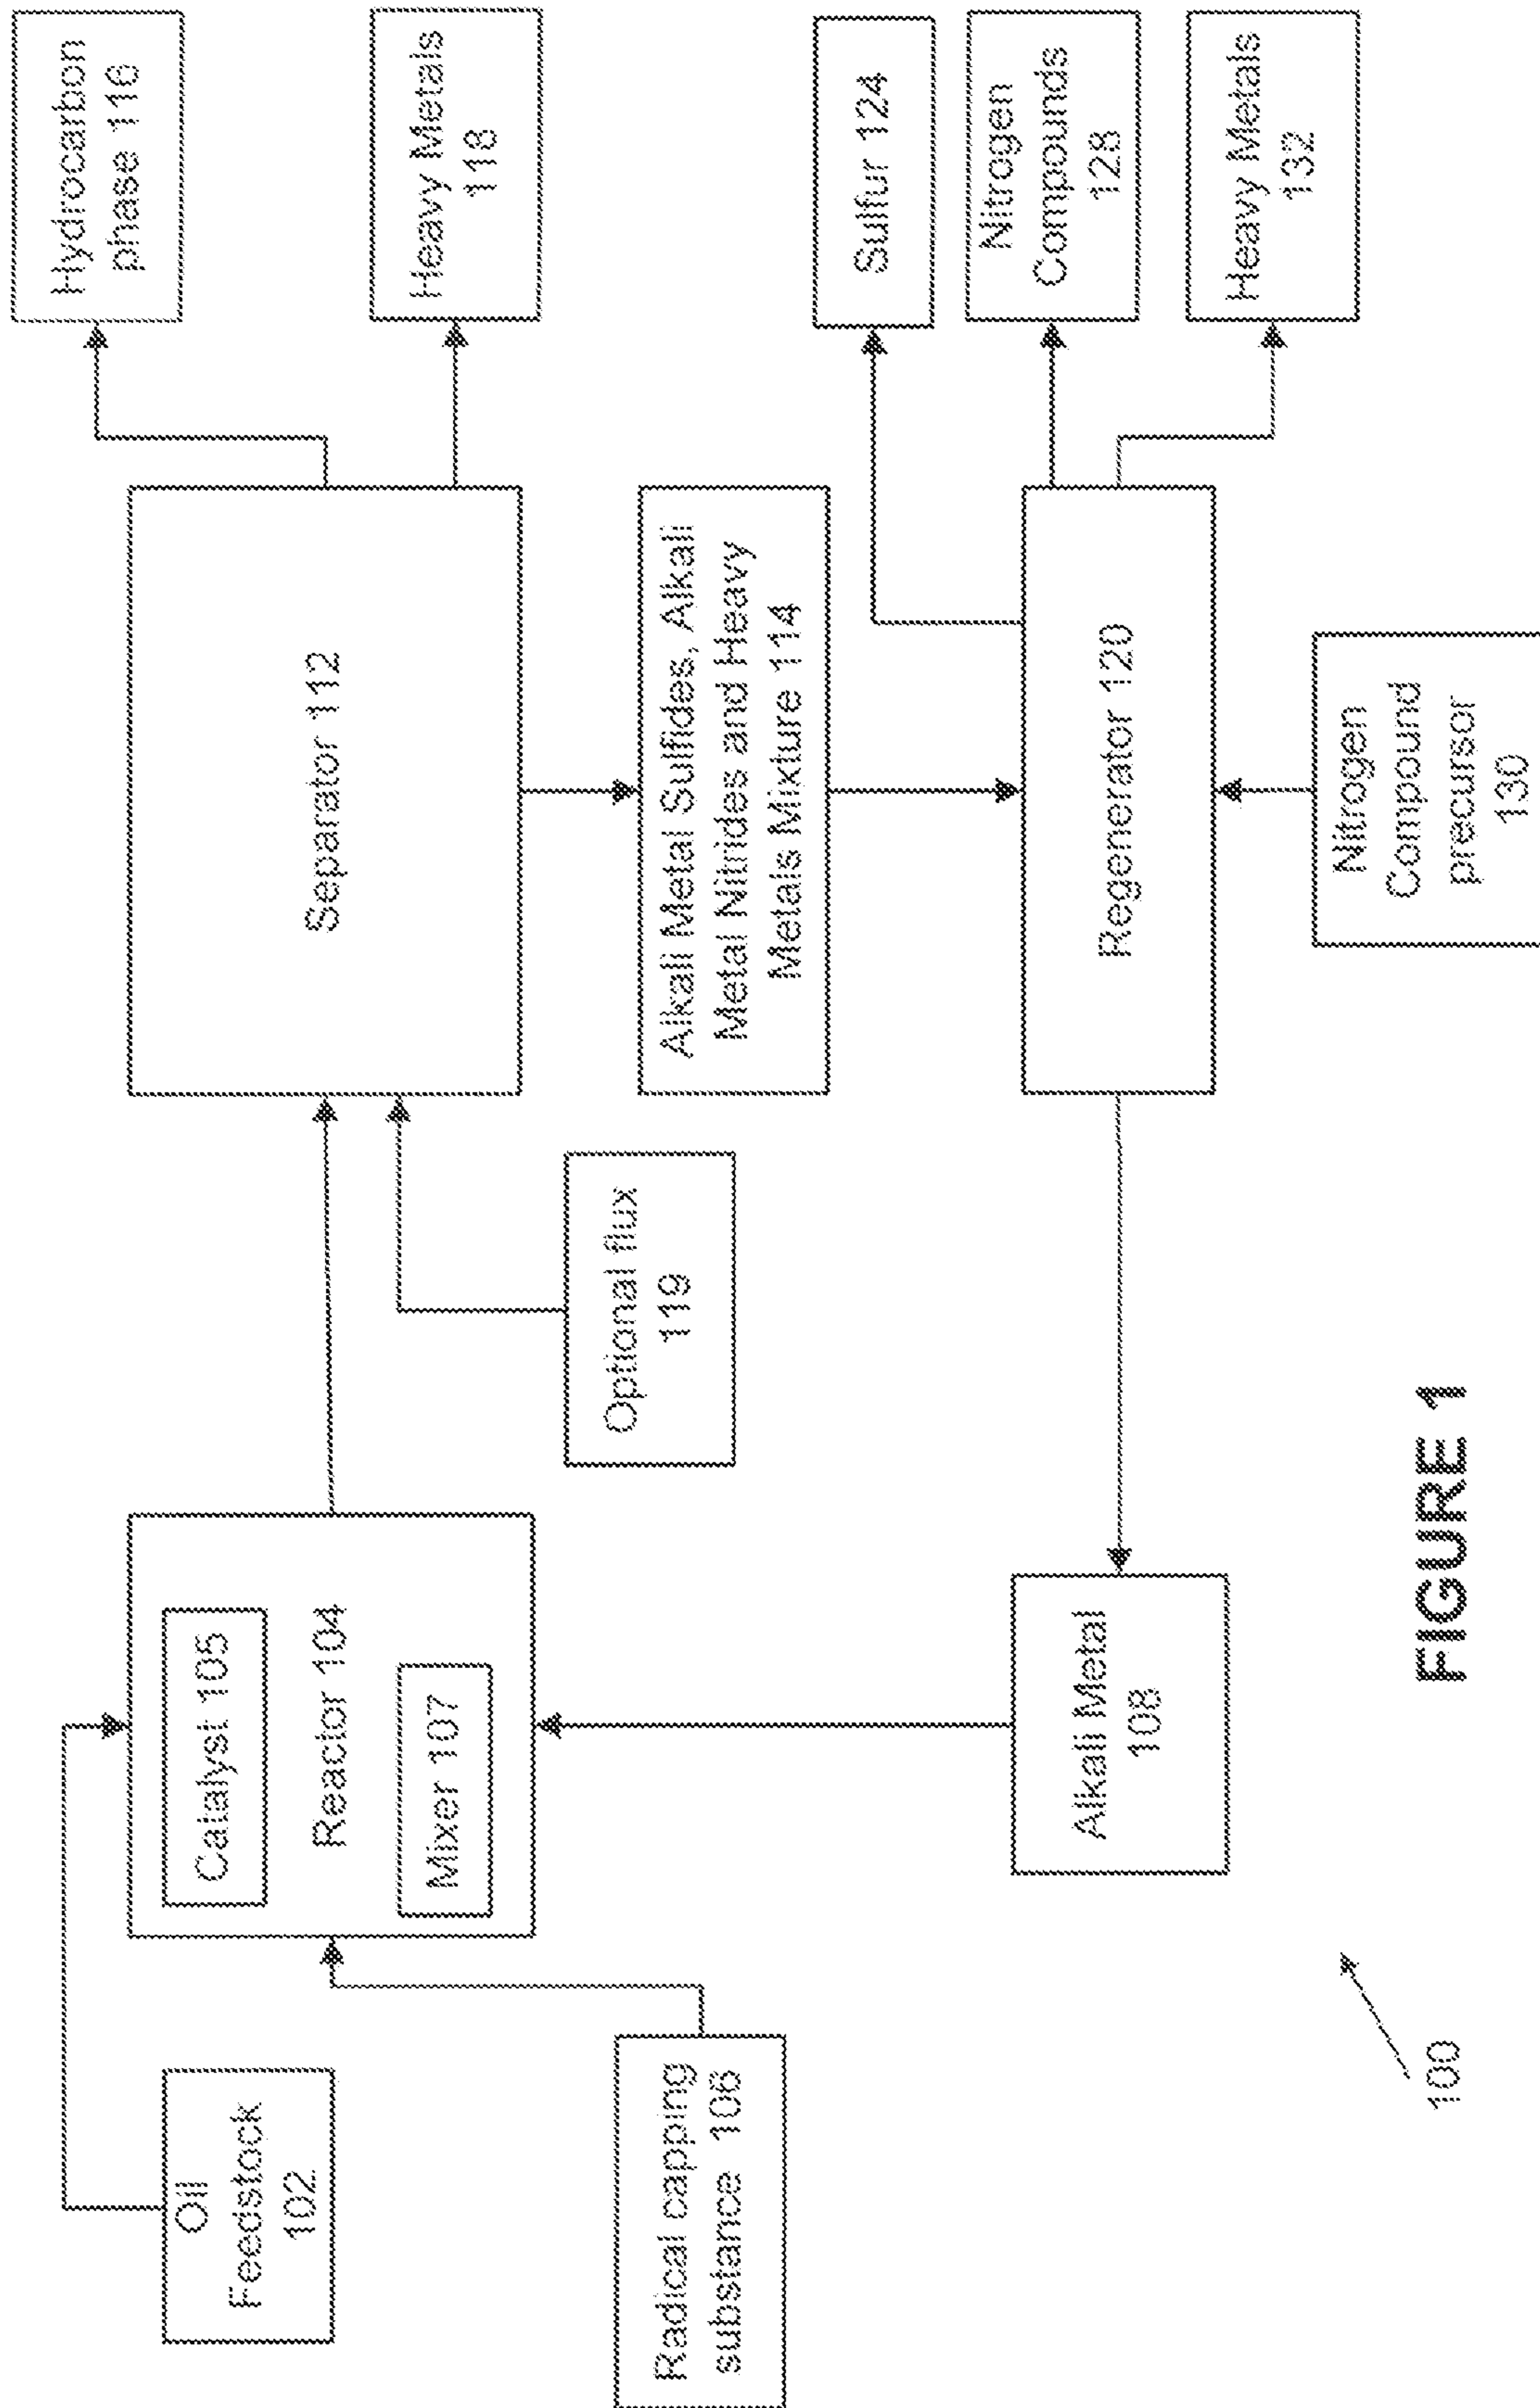 Oil
Feedstock
102
Radical capping
substance 106
Catalyst 105
Reactor 104
Mixer 107
Alkali Metal
108
Optional flux
119
Separator 112
Alkali Metal Sulfides, Alkali
Metal Nitrides and Heavy
Metals Mixture 114
Regenerator 120
Nitrogen
Compound
precursor
130
Hydrocarbon
phase 116
Heavy Metals
118
Sulfur 124
Nitrogen
Compounds
128
Heavy Metals
132
100
FIGURE 1